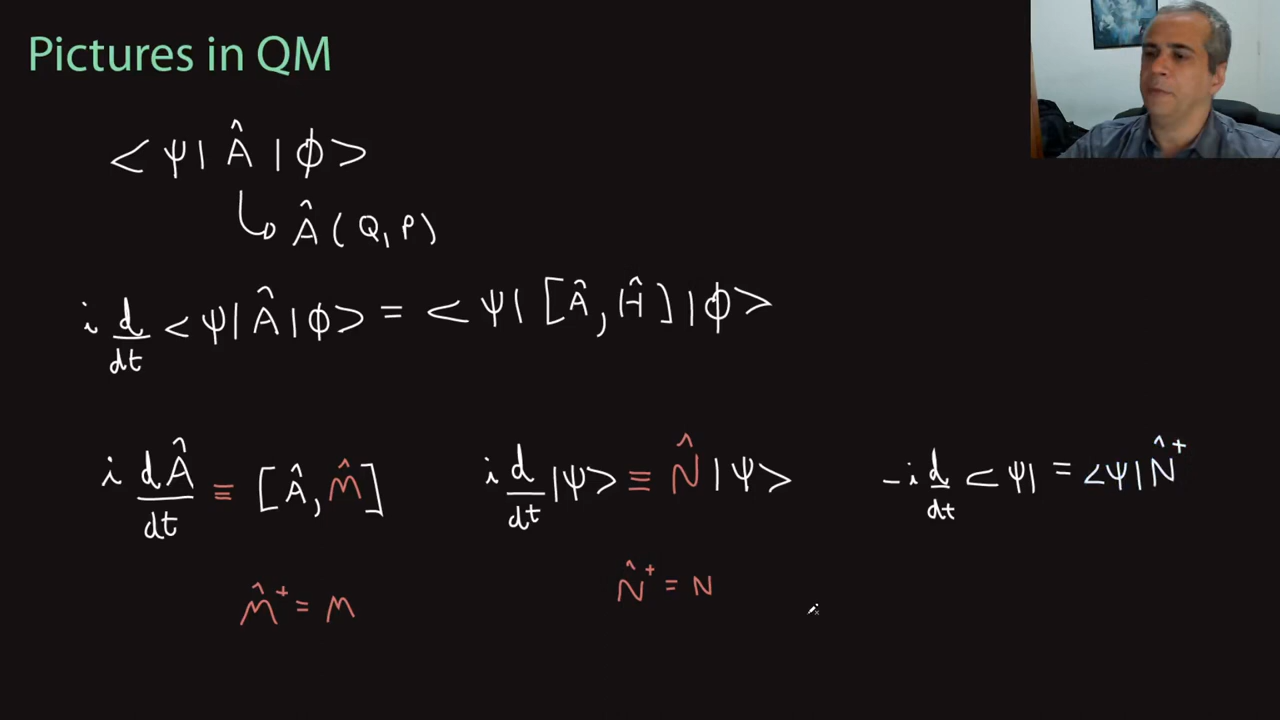 Pictures in QM
<ψ| Â |ϕ>
↳ Â(Q, P)
i d/dt <ψ|Â|ϕ> = <ψ| [Â, Ĥ] |ϕ>
i dÂ/dt ≡ [Â, M̂]    i d/dt |ψ> ≡ N̂ |ψ>    -i d/dt <ψ| = <ψ| N̂⁺
M̂⁺ = M    N̂⁺ = N